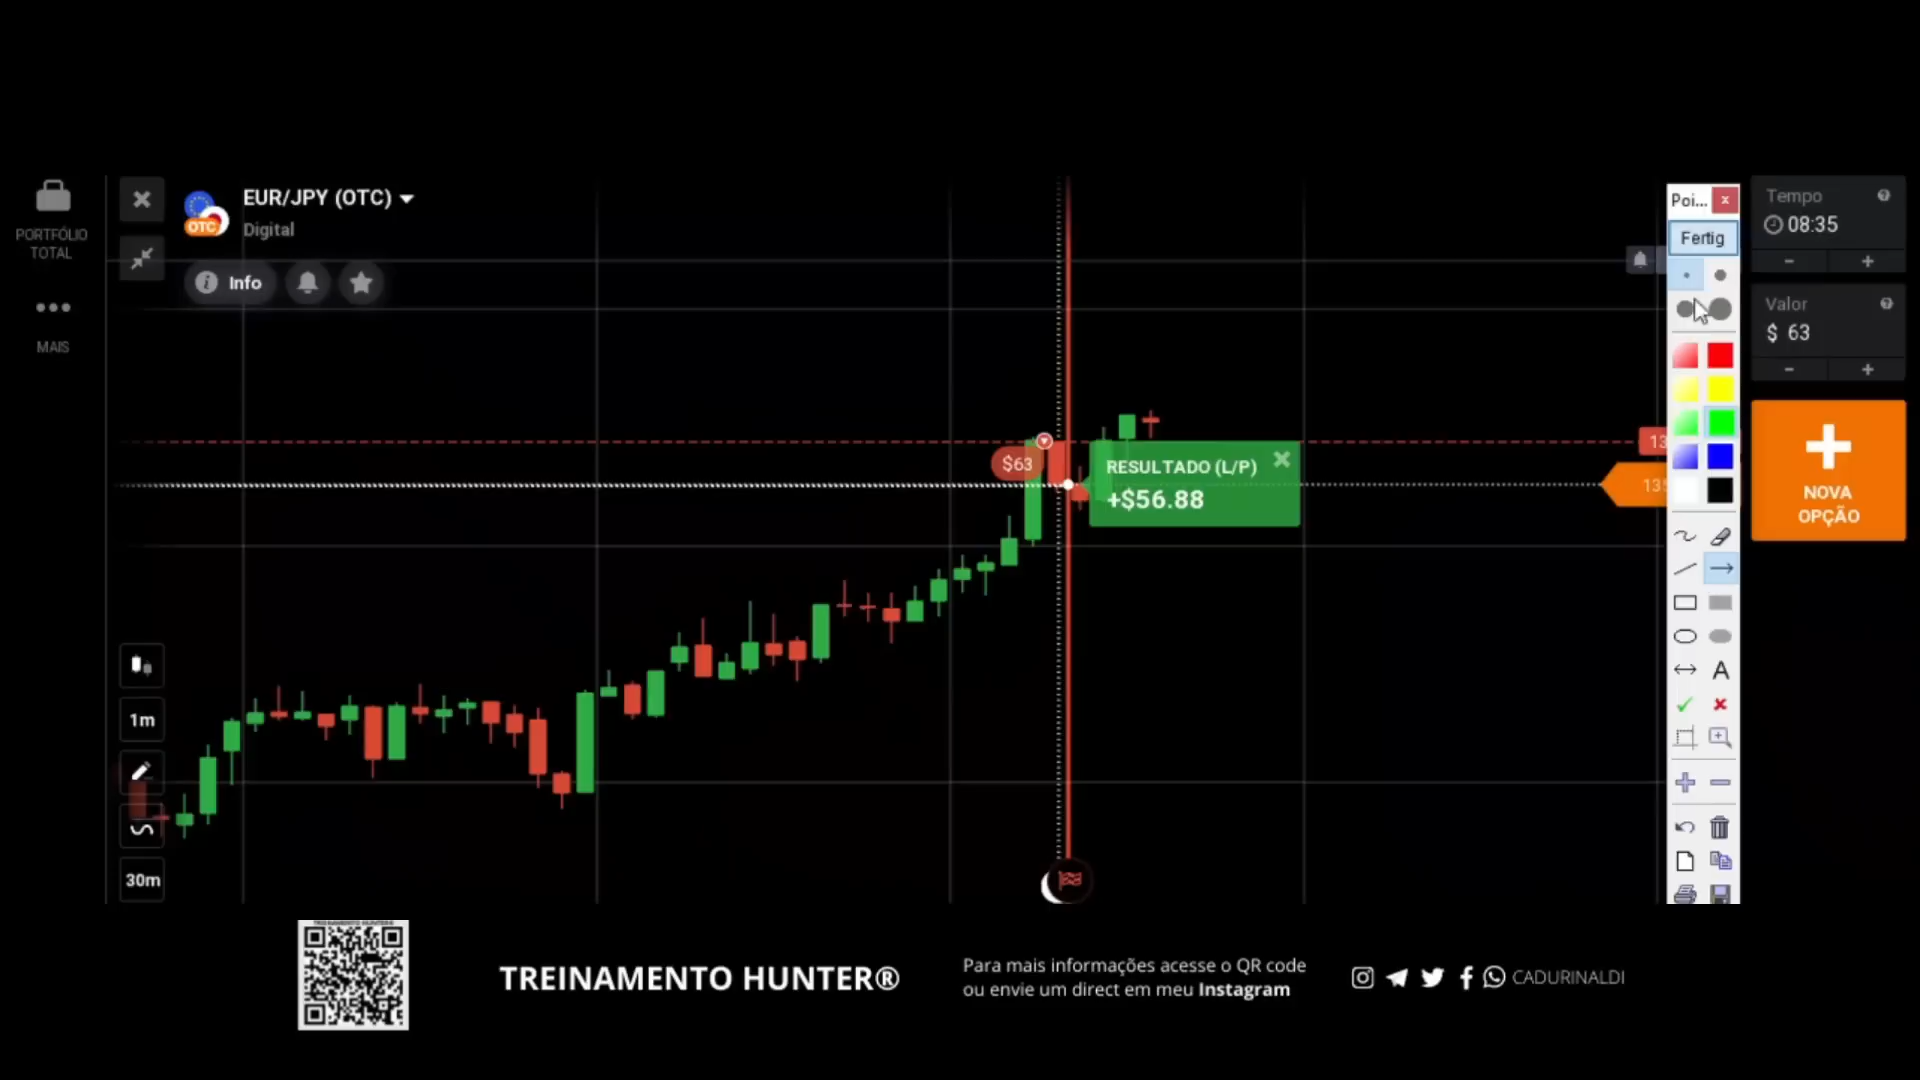 PORTFÓLIO
TOTAL
MAIS
OTC
EUR/JPY (OTC)
Digital
Info
1m
30m
$63
RESULTADO (L/P)
+$56.88
13
Poi...
Fertig
A
Tempo
08:35
- +
Valor
$ 63
- +
NOVA
OPÇÃO
TREINAMENTO HUNTER®
Para mais informações acesse o QR code
ou envie um direct em meu Instagram
CADURINALDI